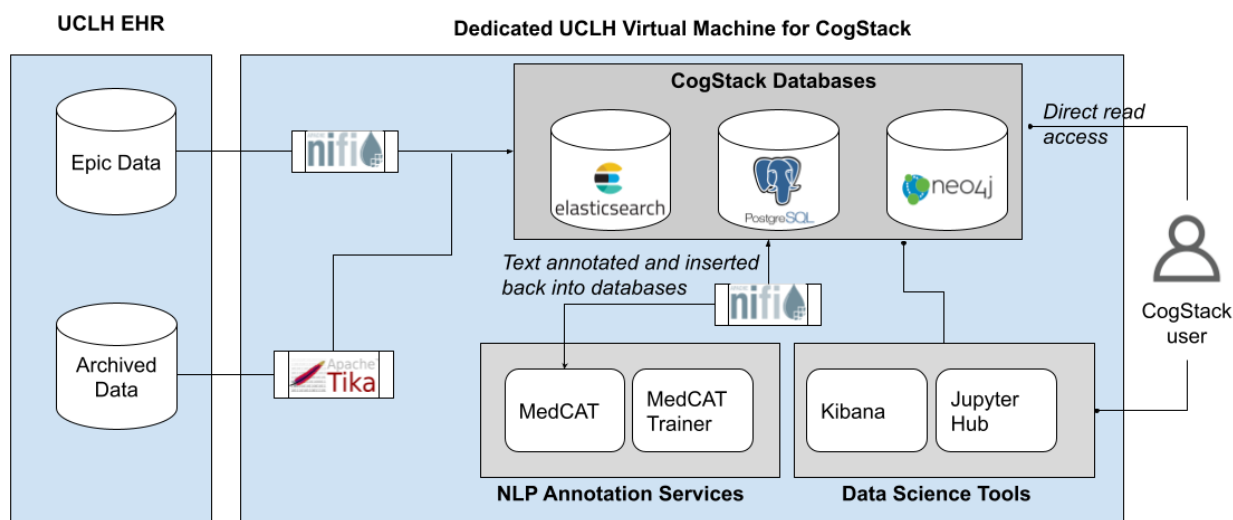 UCLH EHR
Dedicated UCLH Virtual Machine for CogStack
CogStack Databases
Epic Data
nifi
elasticsearch
PostgreSQL
neo4j
Direct read
access
Text annotated and inserted
back into databases
nifi
CogStack
user
Archived
Data
Apache
Tika
MedCAT
MedCAT
Trainer
Kibana
Jupyter
Hub
NLP Annotation Services
Data Science Tools